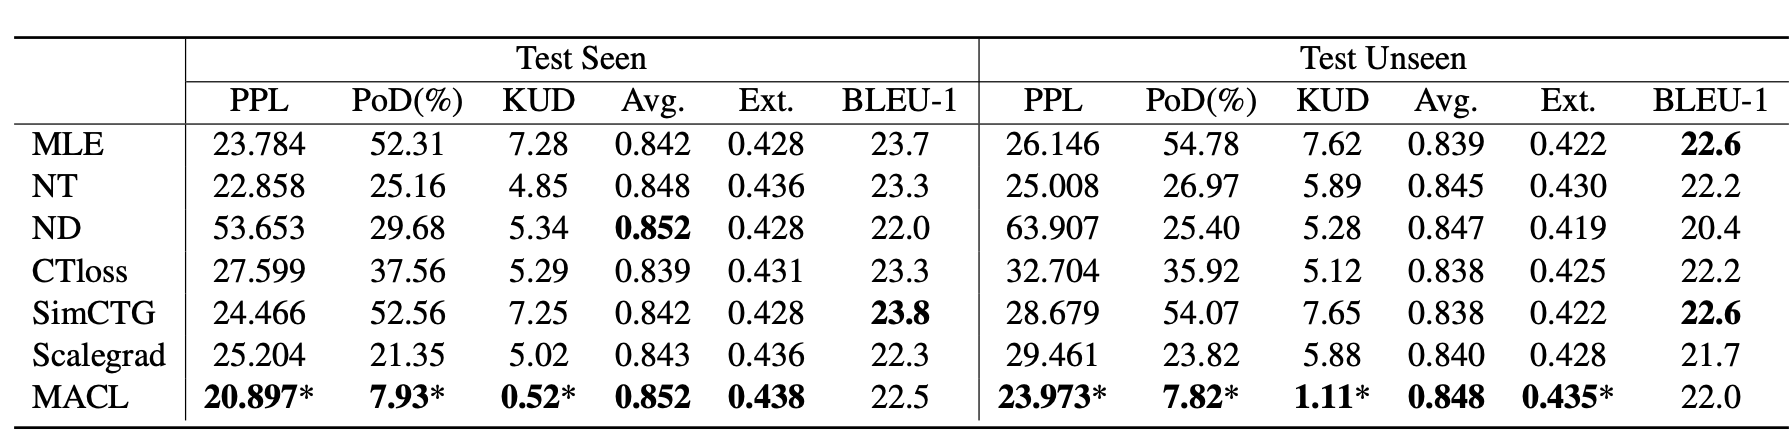 Test Seen Test Unseen
PPL PoD(%) KUD Avg. Ext. BLEU-1 PPL PoD(%) KUD Avg. Ext. BLEU-1
MLE 23.784 52.31 7.28 0.842 0.428 23.7 26.146 54.78 7.62 0.839 0.422 22.6
NT 22.858 25.16 4.85 0.848 0.436 23.3 25.008 26.97 5.89 0.845 0.430 22.2
ND 53.653 29.68 5.34 0.852 0.428 22.0 63.907 25.40 5.28 0.847 0.419 20.4
CTloss 27.599 37.56 5.29 0.839 0.431 23.3 32.704 35.92 5.12 0.838 0.425 22.2
SimCTG 24.466 52.56 7.25 0.842 0.428 23.8 28.679 54.07 7.65 0.838 0.422 22.6
Scalegrad 25.204 21.35 5.02 0.843 0.436 22.3 29.461 23.82 5.88 0.840 0.428 21.7
MACL 20.897* 7.93* 0.52* 0.852 0.438 22.5 23.973* 7.82* 1.11* 0.848 0.435* 22.0